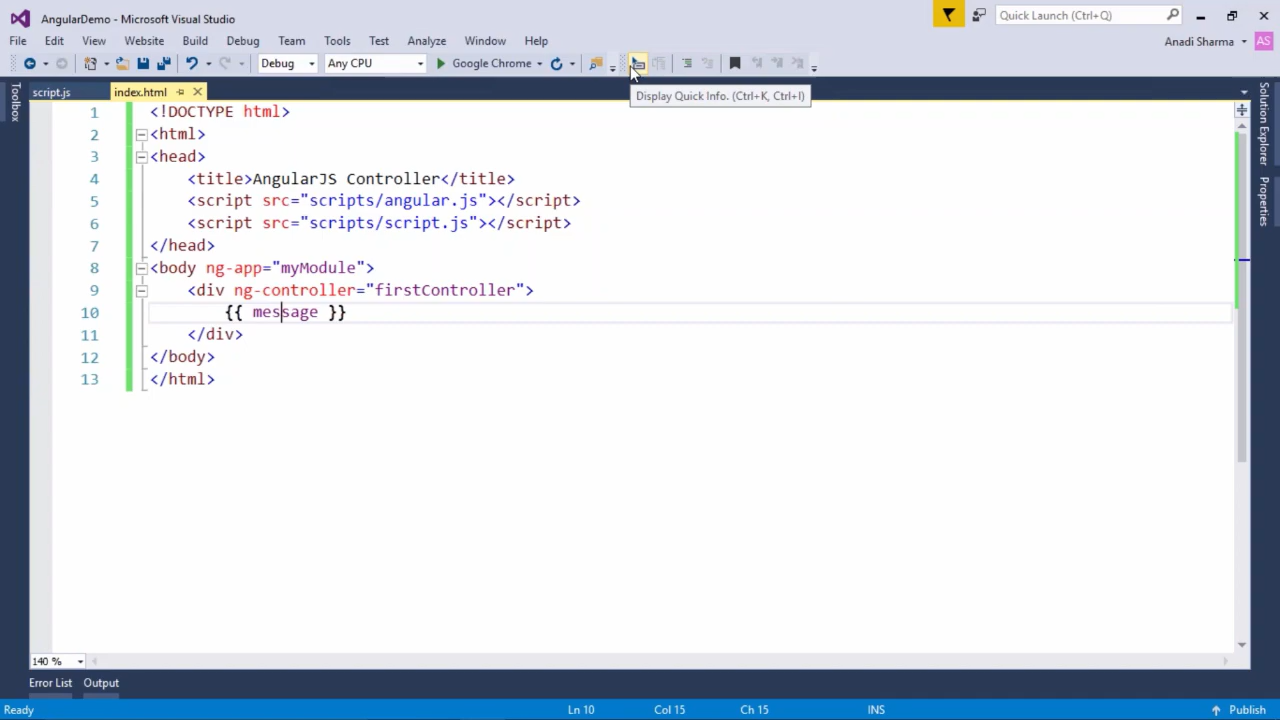 AngularDemo - Microsoft Visual Studio
Quick Launch (Ctrl+Q)
File Edit View Website Build Debug Team Tools Test Analyze Window Help
Anadi Sharma AS
Debug Any CPU Google Chrome
Display Quick Info. (Ctrl+K, Ctrl+I)
Toolbox
script.js index.html
1 <!DOCTYPE html>
2 <html>
3 <head>
4 <title>AngularJS Controller</title>
5 <script src="scripts/angular.js"></script>
6 <script src="scripts/script.js"></script>
7 </head>
8 <body ng-app="myModule">
9 <div ng-controller="firstController">
10 {{ message }}
11 </div>
12 </body>
13 </html>
Solution Explorer
Properties
140 %
Error List Output
Ready Ln 10 Col 15 Ch 15 INS Publish